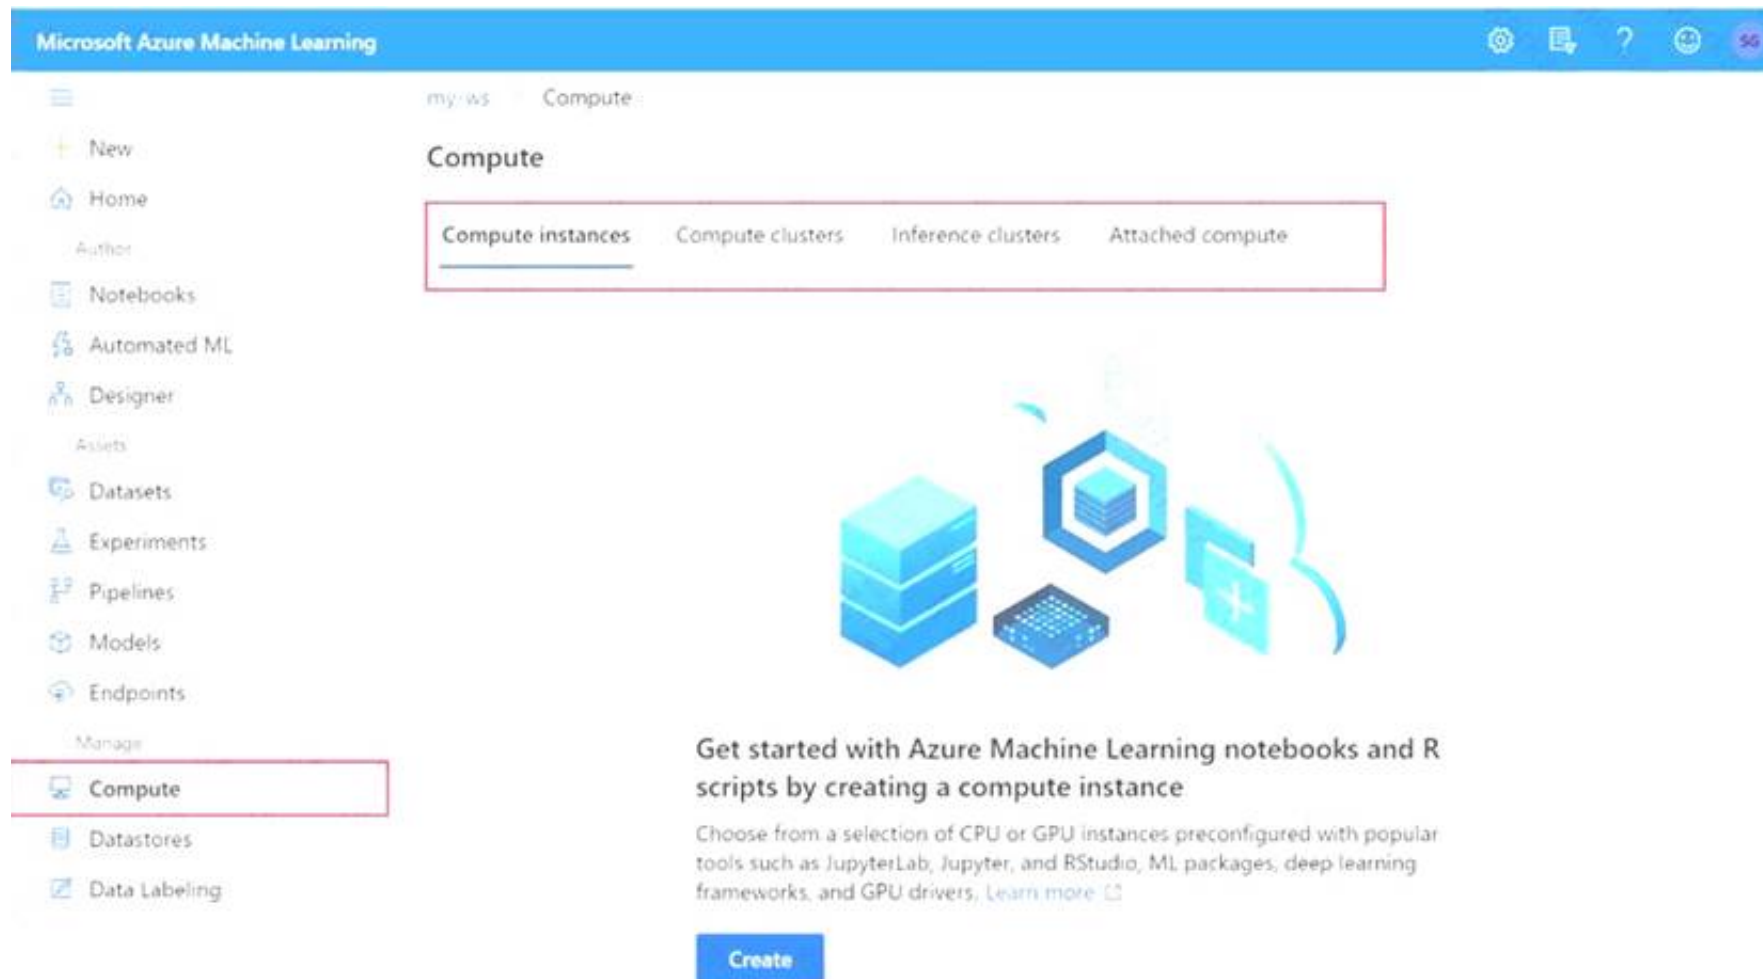 Microsoft Azure Machine Learning
SG
my-ws
Compute
New
Home
Author
Notebooks
Automated ML
Designer
Assets
Datasets
Experiments
Pipelines
Models
Endpoints
Manage
Compute
Datastores
Data Labeling
Compute
Compute instances Compute clusters Inference clusters Attached compute
Get started with Azure Machine Learning notebooks and R
scripts by creating a compute instance
Choose from a selection of CPU or GPU instances preconfigured with popular
tools such as JupyterLab, Jupyter, and RStudio, ML packages, deep learning
frameworks, and GPU drivers. Learn more
Create